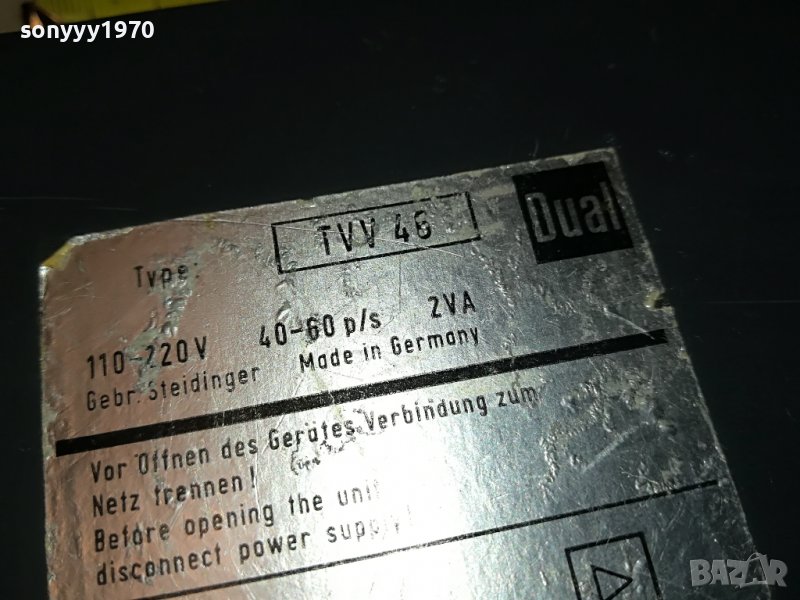 sonyyy1970
Dual
Type: TVV 46
110-220V 40-60 p/s 2VA
Gebr. Steidinger Made in Germany
Vor Öffnen des Gerätes Verbindung zum
Netz trennen!
Before opening the unit
disconnect power supply!
BAZAR